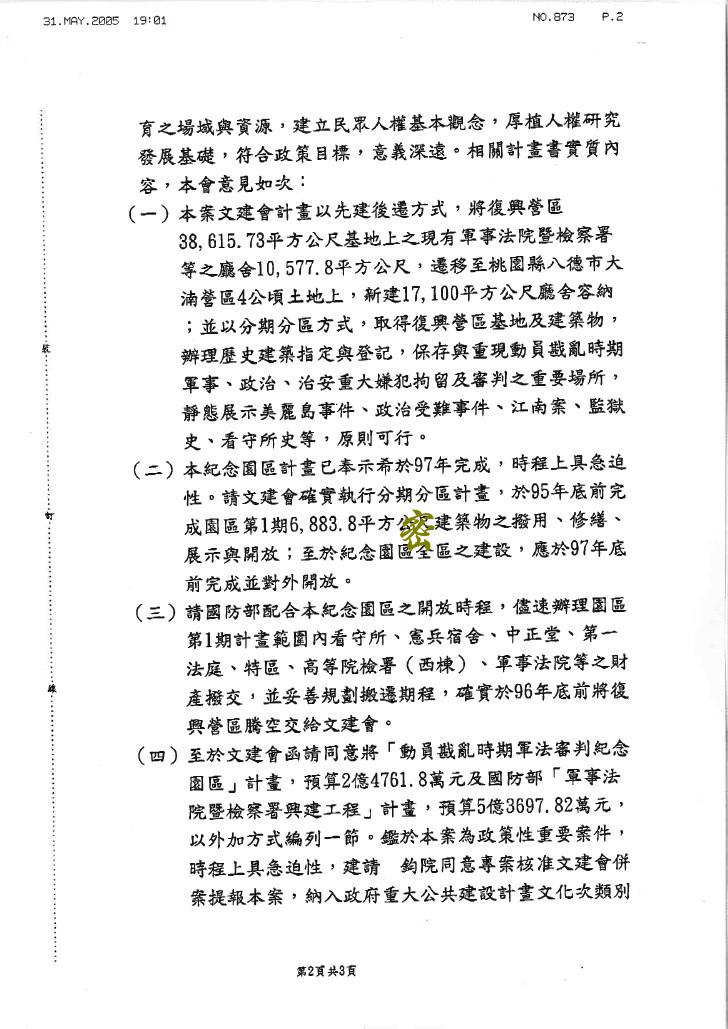 31.MAY.2005 19:01 NO.873 P.2
育之場域與資源，建立民眾人權基本觀念，厚植人權研究
發展基礎，符合政策目標，意義深遠。相關計畫書實質內
容，本會意見如次：
(一)本案文建會計畫以先建後遷方式，將復興營區
38,615.73平方公尺基地上之現有軍事法院暨檢察署
等之廳舍10,577.8平方公尺，遷移至桃園縣八德市大
湳營區4公頃土地上，新建17,100平方公尺廳舍容納
；並以分期分區方式，取得復興營區基地及建築物，
辦理歷史建築指定與登記，保存與重現動員戡亂時期
軍事、政治、治安重大嫌犯拘留及審判之重要場所，
靜態展示美麗島事件、政治受難事件、江南案、監獄
史、看守所史等，原則可行。
(二)本紀念園區計畫已奉示希於97年完成，時程上具急迫
性。請文建會確實執行分期分區計畫，於95年底前完
成園區第1期6,883.8平方公尺建築物之撥用、修繕、
展示與開放；至於紀念園區全區之建設，應於97年底
前完成並對外開放。
(三)請國防部配合本紀念園區之開放時程，儘速辦理園區
第1期計畫範圍內看守所、憲兵宿舍、中正堂、第一
法庭、特區、高等院檢署（西棟）、軍事法院等之財
產撥交，並妥善規劃搬遷期程，確實於96年底前將復
興營區騰空交給文建會。
(四)至於文建會函請同意將「動員戡亂時期軍法審判紀念
園區」計畫，預算2億4761.8萬元及國防部「軍事法
院暨檢察署興建工程」計畫，預算5億3697.82萬元，
以外加方式編列一節。鑑於本案為政策性重要案件，
時程上具急迫性，建請　鈞院同意專案核准文建會併
案提報本案，納入政府重大公共建設計畫文化次類別
密
裝
訂
線
第2頁共3頁